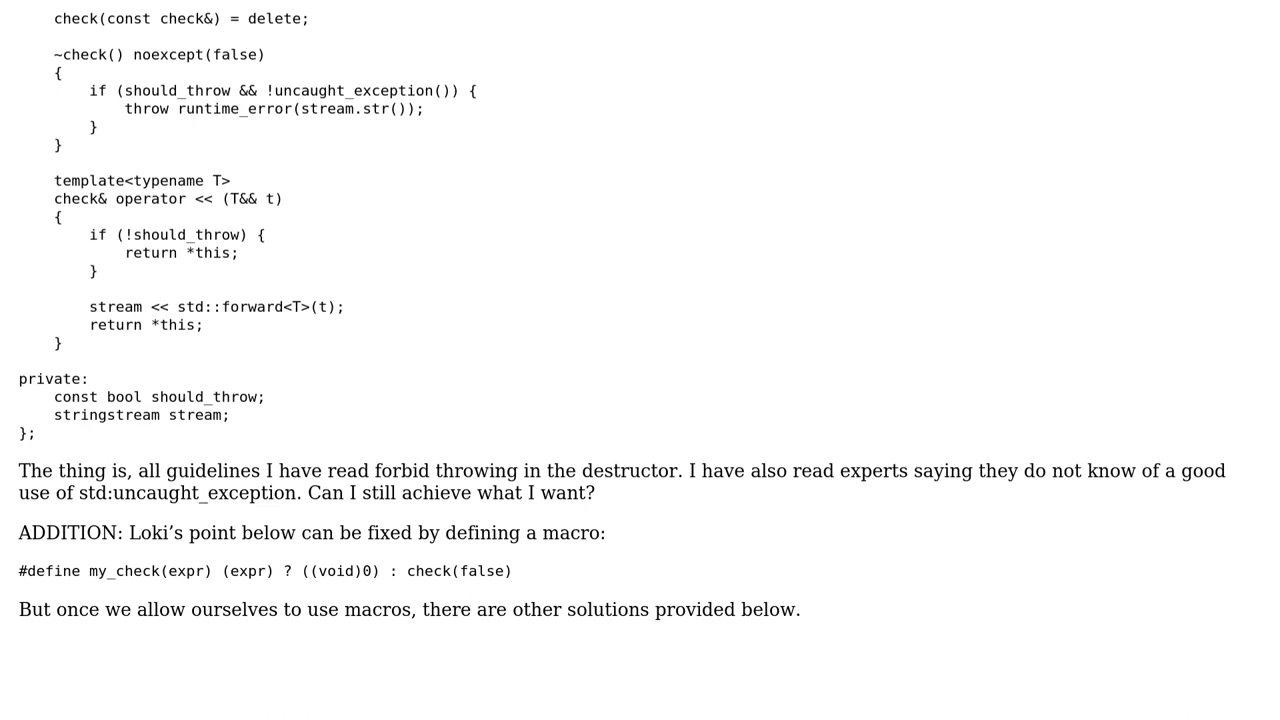 check(const check&) = delete;

    ~check() noexcept(false)
    {
        if (should_throw && !uncaught_exception()) {
            throw runtime_error(stream.str());
        }
    }

    template<typename T>
    check& operator << (T&& t)
    {
        if (!should_throw) {
            return *this;
        }

        stream << std::forward<T>(t);
        return *this;
    }

private:
    const bool should_throw;
    stringstream stream;
};
The thing is, all guidelines I have read forbid throwing in the destructor. I have also read experts saying they do not know of a good
use of std:uncaught_exception. Can I still achieve what I want?
ADDITION: Loki’s point below can be fixed by defining a macro:
#define my_check(expr) (expr) ? ((void)0) : check(false)
But once we allow ourselves to use macros, there are other solutions provided below.